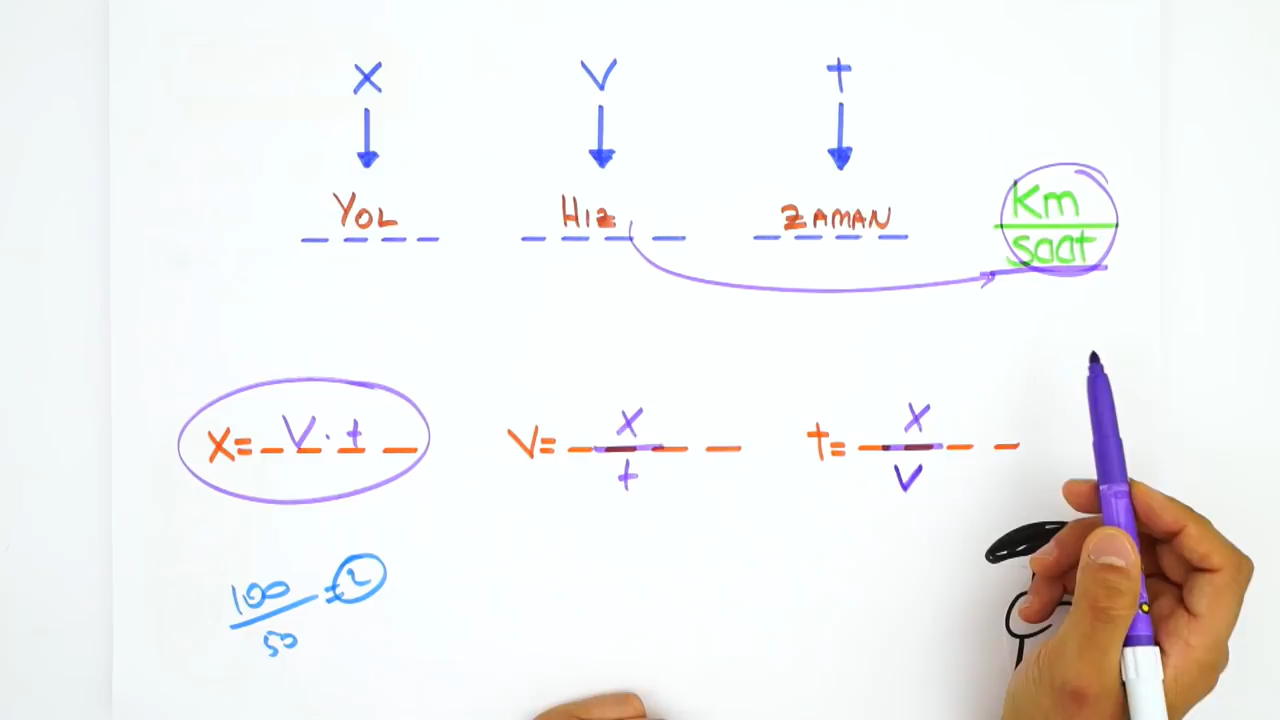 X V t
YOL HIZ ZAMAN
Km
saat
X = V · t
V = X / t
t = X / V
100 / 50 = 2